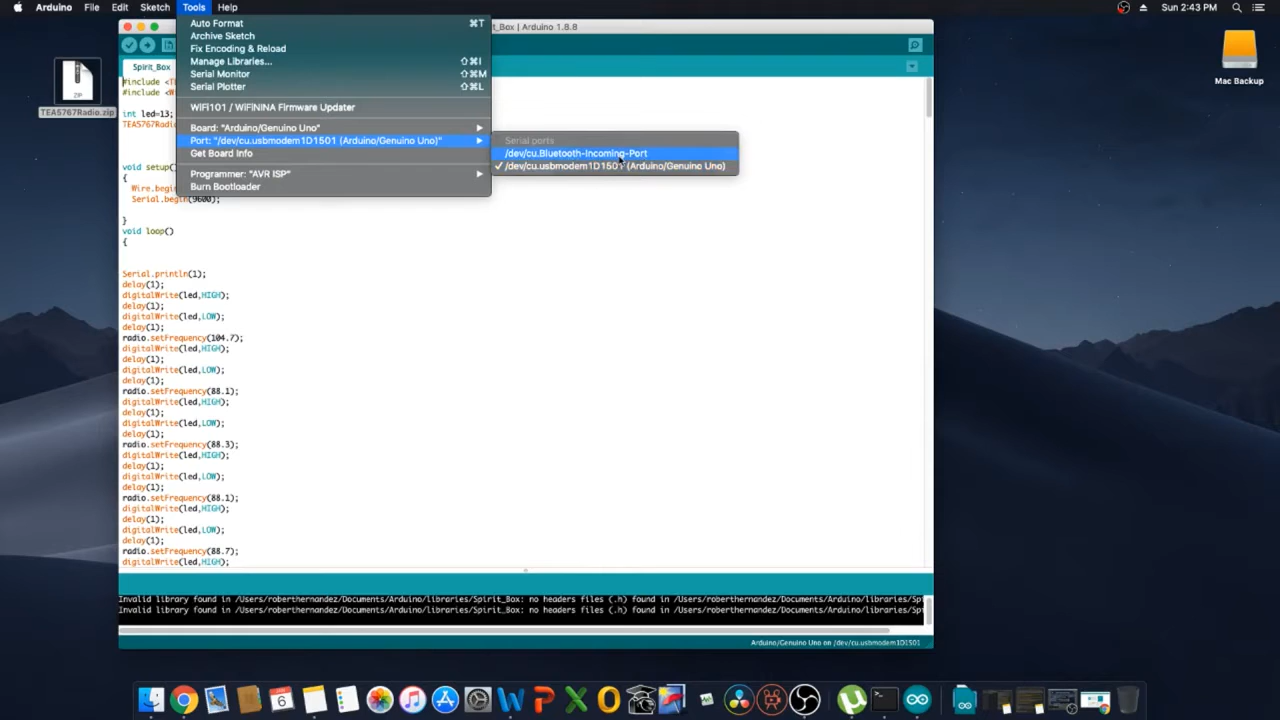 Arduino File Edit Sketch Tools Help Sun 2:43 PM
_Box | Arduino 1.8.8
Auto Format ⌘T
Archive Sketch
Fix Encoding & Reload
Manage Libraries... ⇧⌘I
Serial Monitor ⇧⌘M
Serial Plotter ⇧⌘L
WiFi101 / WiFiNINA Firmware Updater
Board: "Arduino/Genuino Uno"
Port: "/dev/cu.usbmodem1D1501 (Arduino/Genuino Uno)"
Get Board Info
Programmer: "AVR ISP"
Burn Bootloader
Serial ports
/dev/cu.Bluetooth-Incoming-Port
✓ /dev/cu.usbmodem1D1501 (Arduino/Genuino Uno)
ZIP
TEA5767Radio.zip
Mac Backup
Spirit_Box
#include <T
#include <W
int led=13;
TEA5767Radi
void setup()
{
Wire.begin
Serial.begin(9600);
}
void loop()
{
Serial.println(1);
delay(1);
digitalWrite(led,HIGH);
delay(1);
digitalWrite(led,LOW);
delay(1);
radio.setFrequency(104.7);
digitalWrite(led,HIGH);
delay(1);
digitalWrite(led,LOW);
delay(1);
radio.setFrequency(88.1);
digitalWrite(led,HIGH);
delay(1);
digitalWrite(led,LOW);
delay(1);
radio.setFrequency(88.3);
digitalWrite(led,HIGH);
delay(1);
digitalWrite(led,LOW);
delay(1);
radio.setFrequency(88.1);
digitalWrite(led,HIGH);
delay(1);
digitalWrite(led,LOW);
delay(1);
radio.setFrequency(88.7);
digitalWrite(led,HIGH);
Invalid library found in /Users/roberthernandez/Documents/Arduino/libraries/Spirit_Box: no headers files (.h) found in /Users/roberthernandez/Documents/Arduino/libraries/Spi
Invalid library found in /Users/roberthernandez/Documents/Arduino/libraries/Spirit_Box: no headers files (.h) found in /Users/roberthernandez/Documents/Arduino/libraries/Spi
Arduino/Genuino Uno on /dev/cu.usbmodem1D1501
6